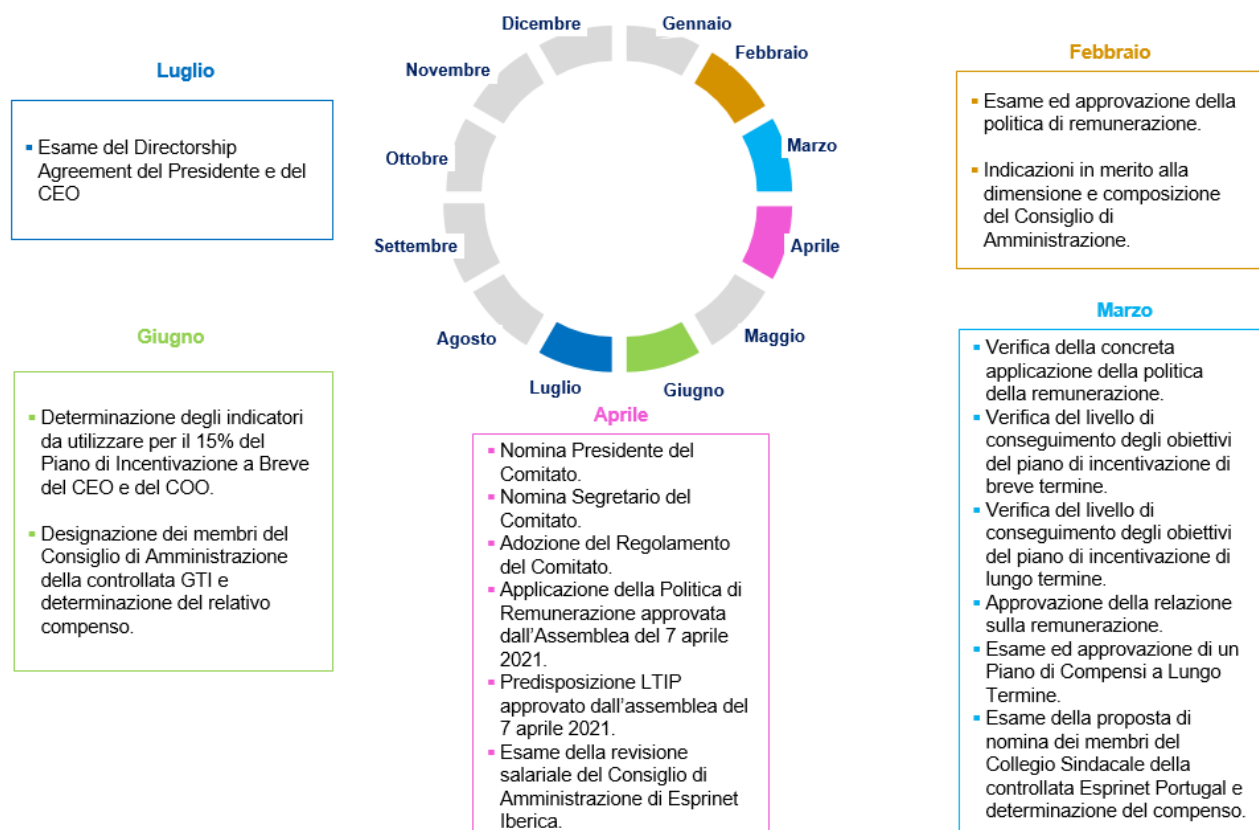 Dicembre
Gennaio
Febbraio
Marzo
Aprile
Maggio
Giugno
Luglio
Agosto
Settembre
Ottobre
Novembre
Luglio
▪ Esame del Directorship
Agreement del Presidente e del
CEO
Febbraio
▪ Esame ed approvazione della
politica di remunerazione.
▪ Indicazioni in merito alla
dimensione e composizione
del Consiglio di
Amministrazione.
Giugno
▪ Determinazione degli indicatori
da utilizzare per il 15% del
Piano di Incentivazione a Breve
del CEO e del COO.
▪ Designazione dei membri del
Consiglio di Amministrazione
della controllata GTI e
determinazione del relativo
compenso.
Aprile
▪ Nomina Presidente del
Comitato.
▪ Nomina Segretario del
Comitato.
▪ Adozione del Regolamento
del Comitato.
▪ Applicazione della Politica di
Remunerazione approvata
dall’Assemblea del 7 aprile
2021.
▪ Predisposizione LTIP
approvato dall’assemblea del
7 aprile 2021.
▪ Esame della revisione
salariale del Consiglio di
Amministrazione di Esprinet
Iberica.
Marzo
▪ Verifica della concreta
applicazione della politica
della remunerazione.
▪ Verifica del livello di
conseguimento degli obiettivi
del piano di incentivazione di
breve termine.
▪ Verifica del livello di
conseguimento degli obiettivi
del piano di incentivazione di
lungo termine.
▪ Approvazione della relazione
sulla remunerazione.
▪ Esame ed approvazione di un
Piano di Compensi a Lungo
Termine.
▪ Esame della proposta di
nomina dei membri del
Collegio Sindacale della
controllata Esprinet Portugal e
determinazione del compenso.